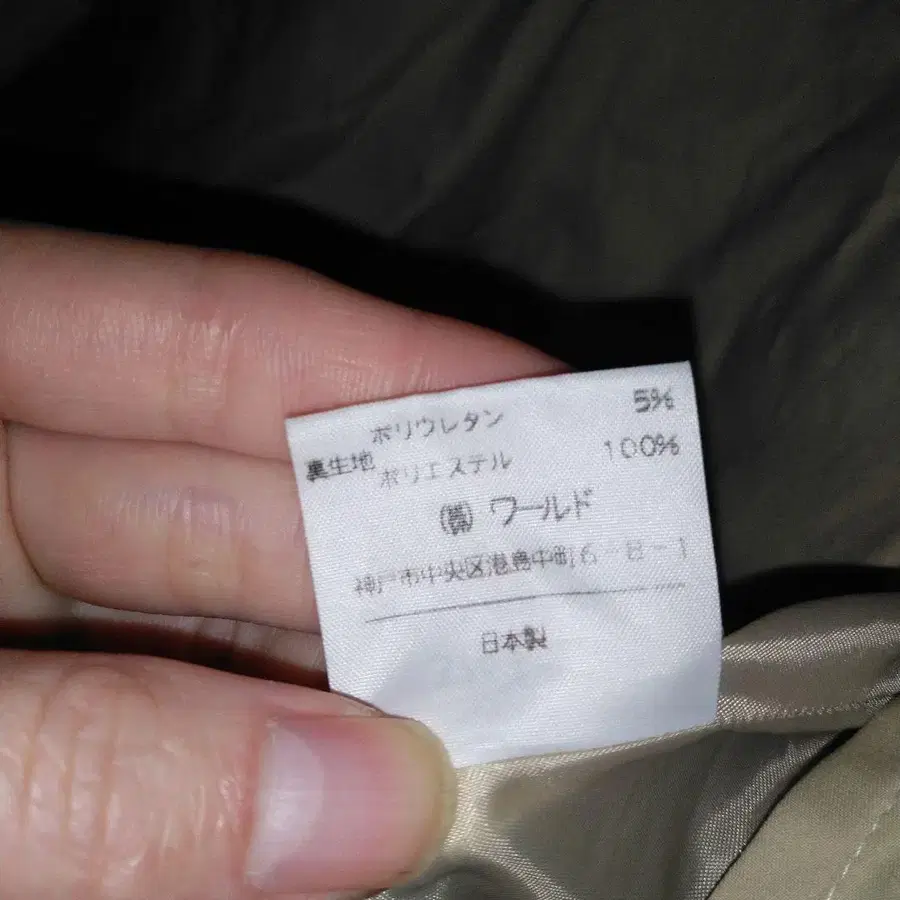 ポリウレタン 5%
裏生地 ポリエステル 100%
㈱ ワールド
神戸市中央区港島中町6-8-1
日本製